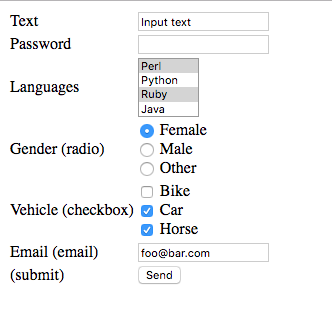 Text Input text
Password
Languages Perl
Python
Ruby
Java
Gender (radio) Female
Male
Other
Vehicle (checkbox) Bike
Car
Horse
Email (email) foo@bar.com
(submit) Send